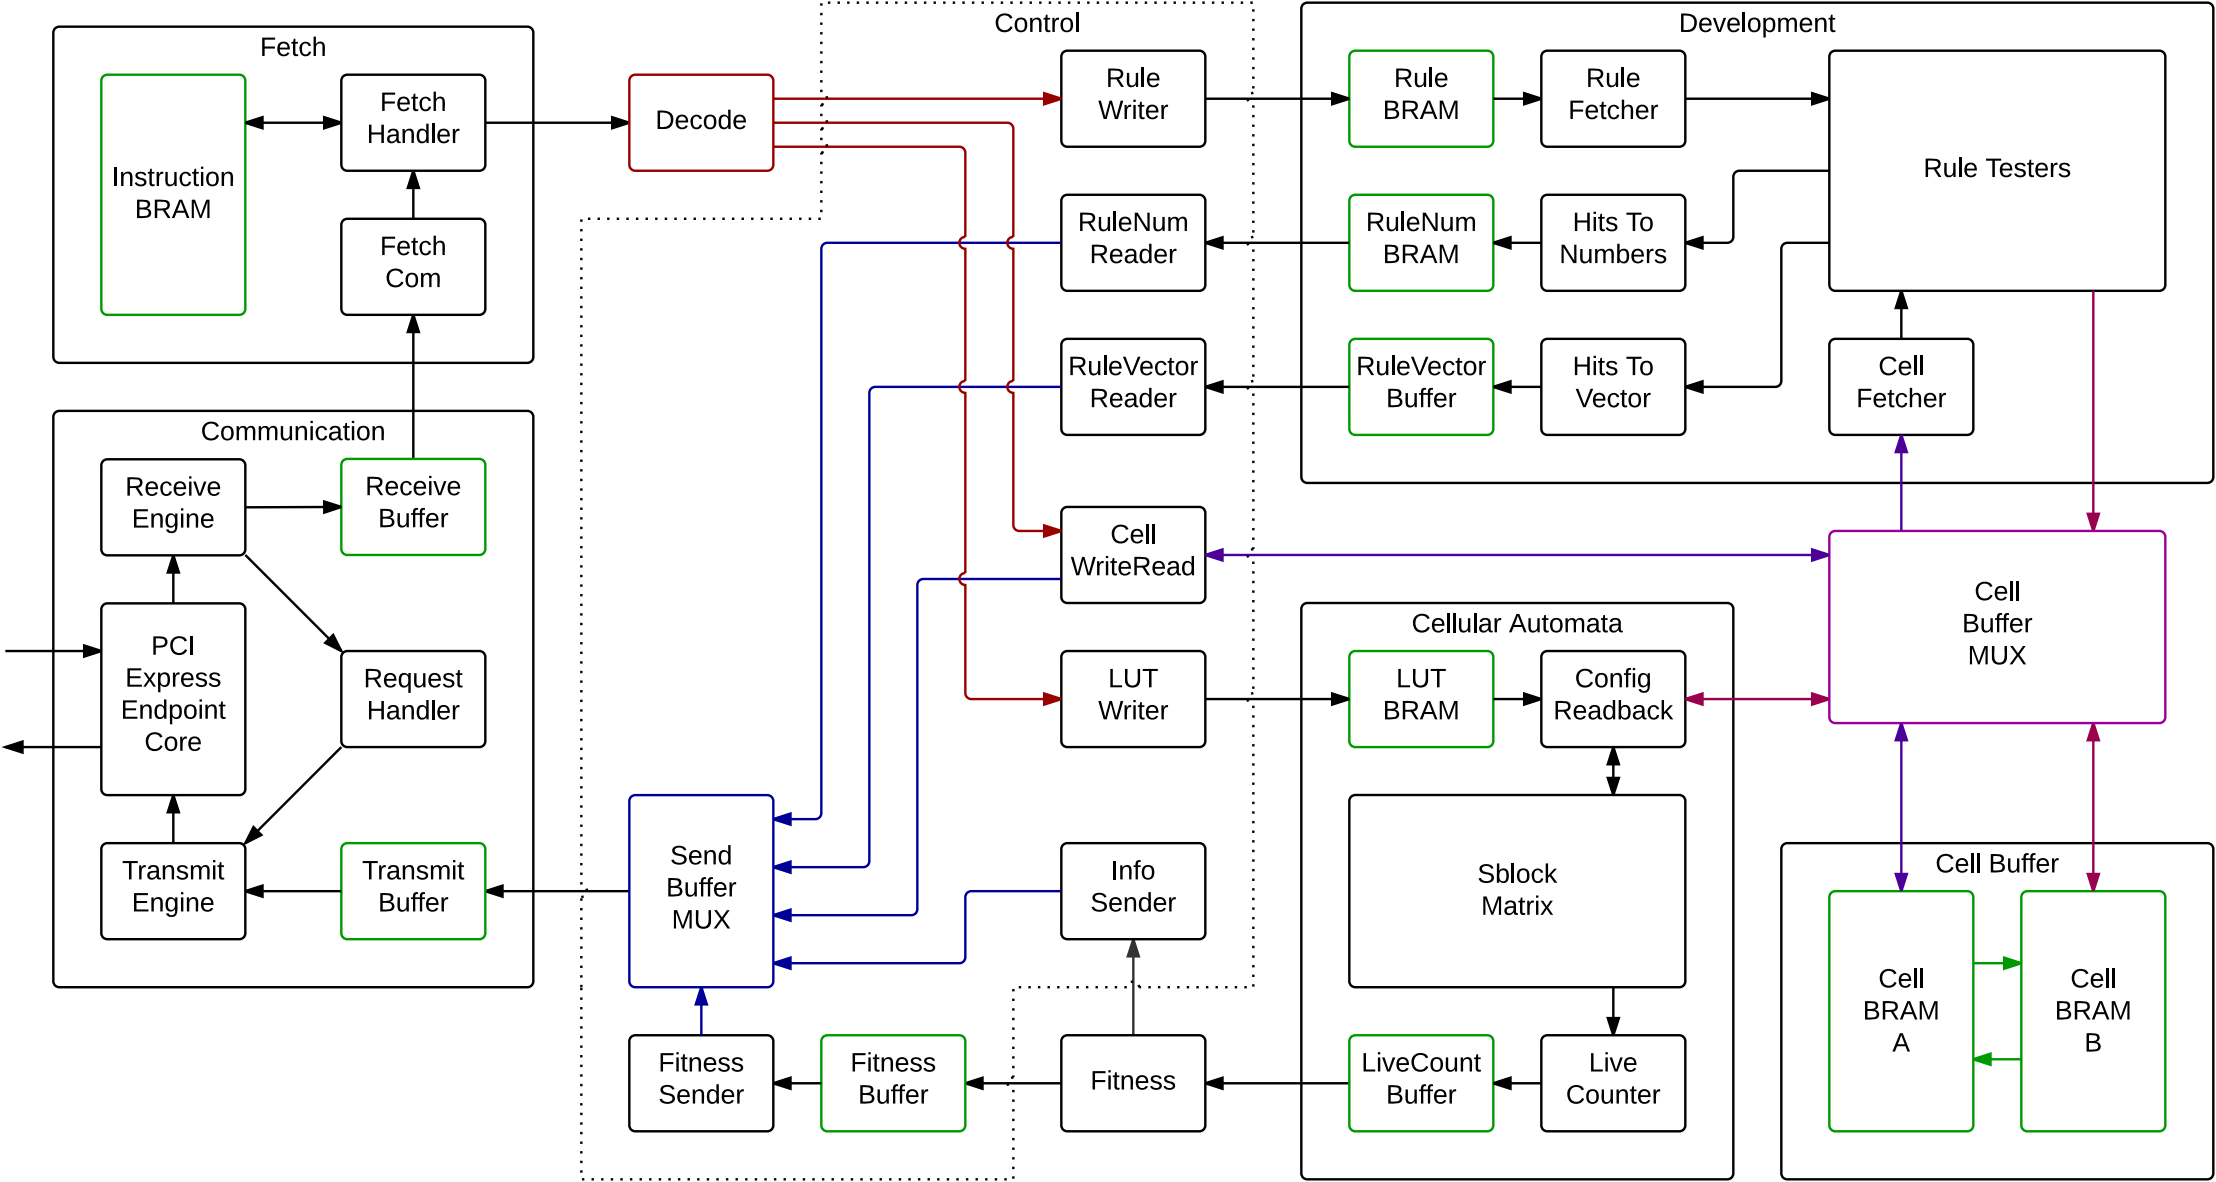 Fetch
Instruction
BRAM
Fetch
Handler
Fetch
Com
Communication
Receive
Engine
Receive
Buffer
PCI
Express
Endpoint
Core
Request
Handler
Transmit
Engine
Transmit
Buffer
Decode
Control
Rule
Writer
RuleNum
Reader
RuleVector
Reader
Cell
WriteRead
LUT
Writer
Info
Sender
Send
Buffer
MUX
Fitness
Sender
Fitness
Buffer
Fitness
Development
Rule
BRAM
Rule
Fetcher
Rule Testers
RuleNum
BRAM
Hits To
Numbers
RuleVector
Buffer
Hits To
Vector
Cell
Fetcher
Cell
Buffer
MUX
Cellular Automata
LUT
BRAM
Config
Readback
Sblock
Matrix
LiveCount
Buffer
Live
Counter
Cell Buffer
Cell
BRAM
A
Cell
BRAM
B